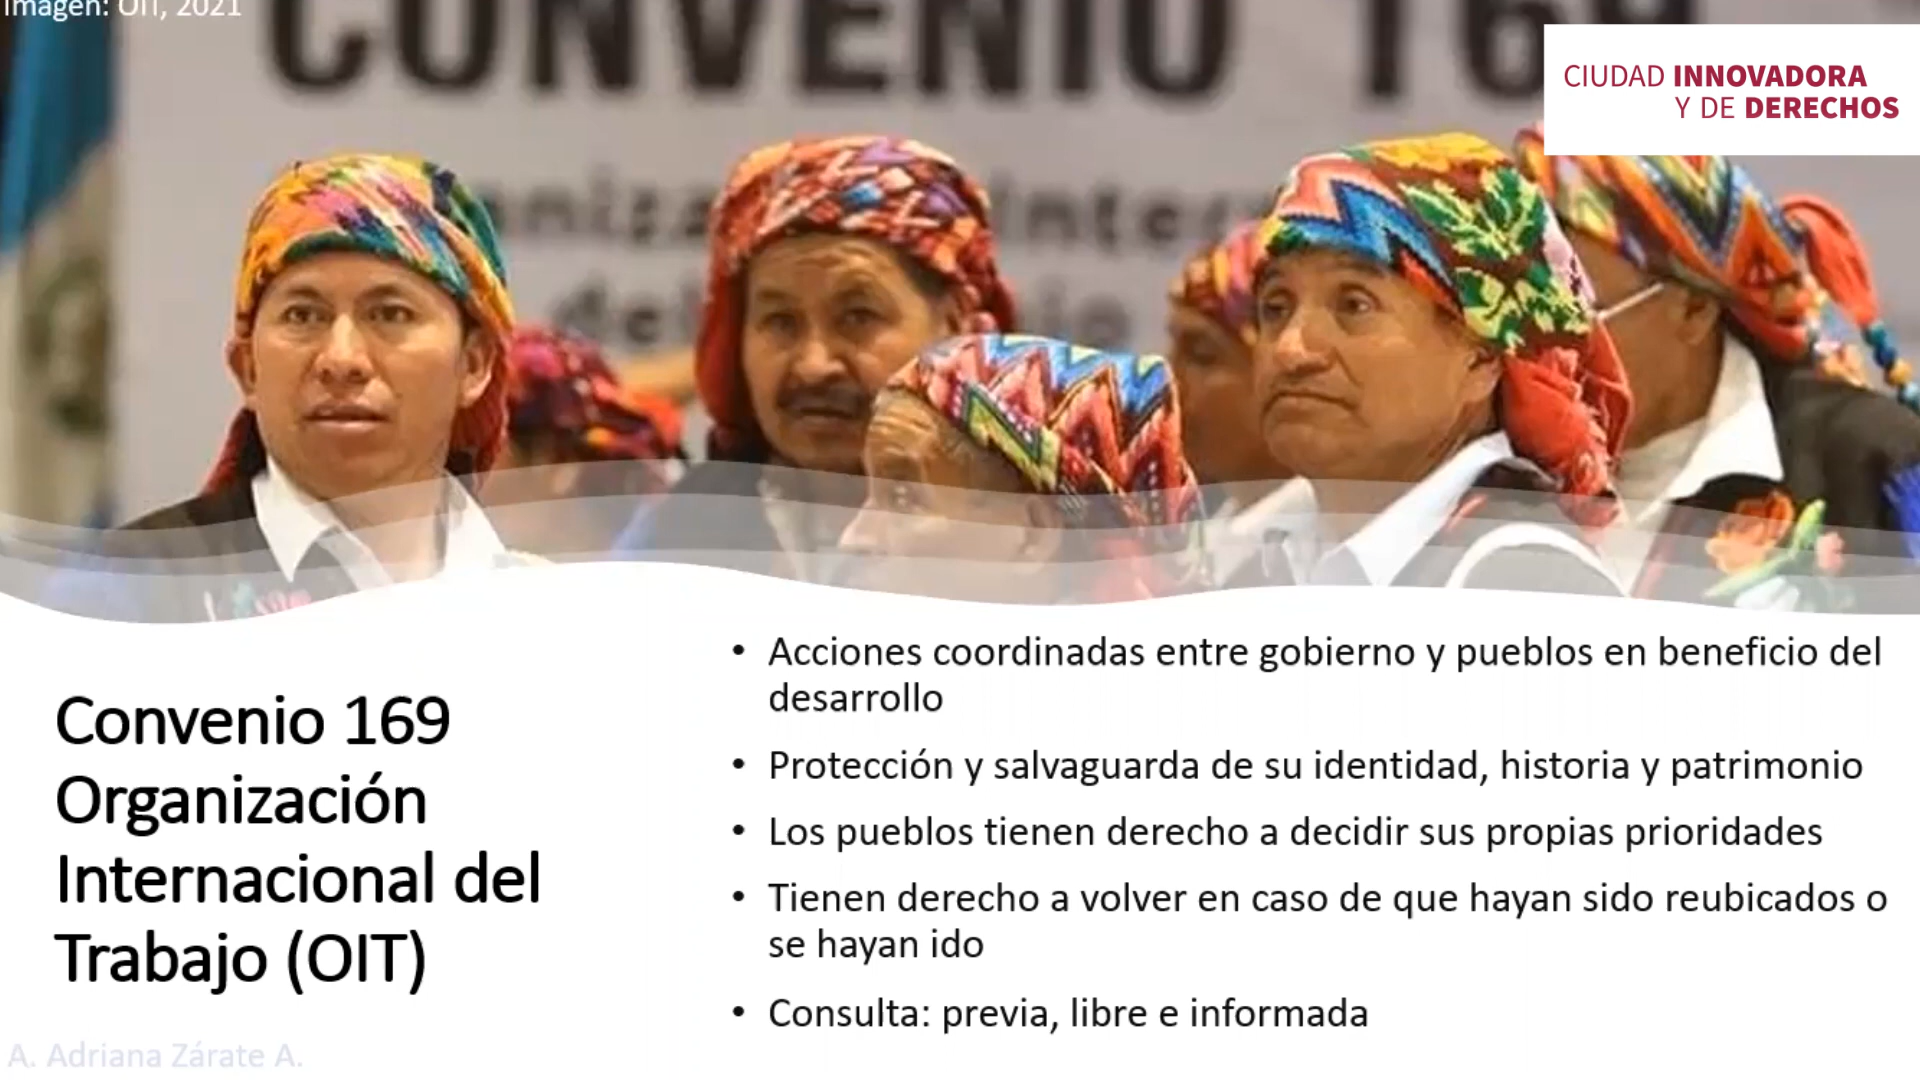 Imagen: OIT, 2021
CONVENIO 169
CIUDAD INNOVADORA
Y DE DERECHOS
Convenio 169
Organización
Internacional del
Trabajo (OIT)
• Acciones coordinadas entre gobierno y pueblos en beneficio del
desarrollo
• Protección y salvaguarda de su identidad, historia y patrimonio
• Los pueblos tienen derecho a decidir sus propias prioridades
• Tienen derecho a volver en caso de que hayan sido reubicados o
se hayan ido
• Consulta: previa, libre e informada
A. Adriana Zárate A.